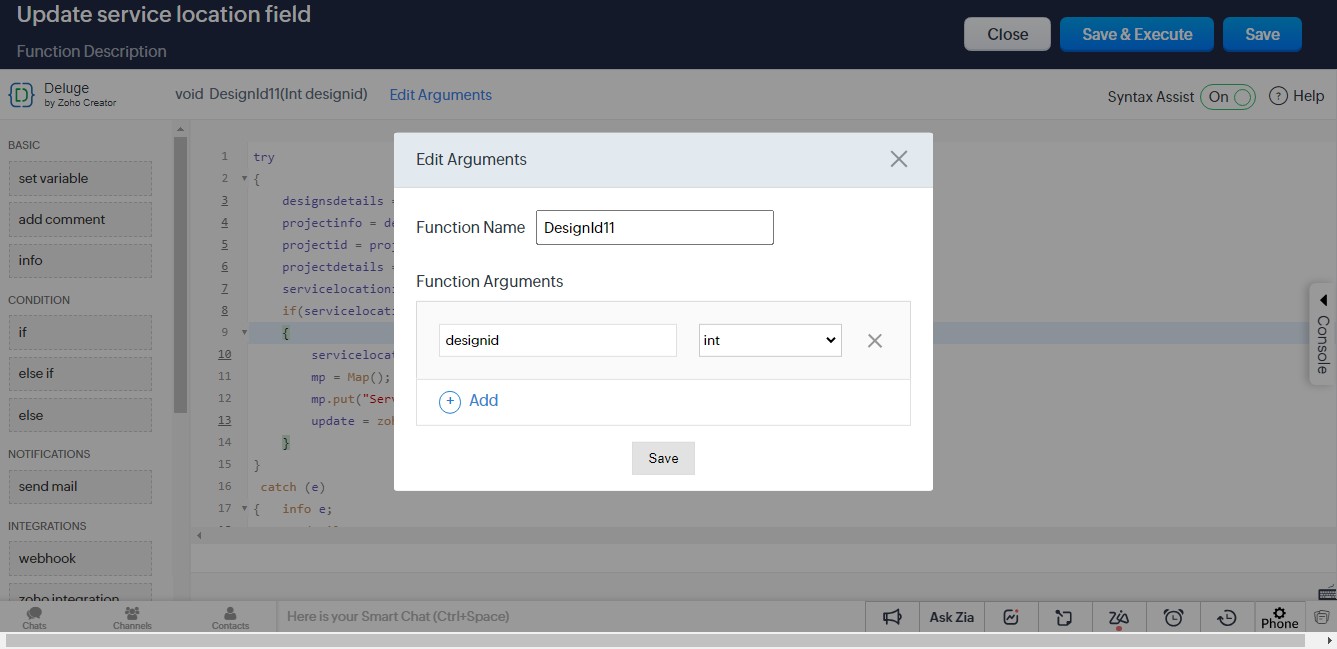 Update service location field
Function Description
Close
Save & Execute
Save
Deluge
by Zoho Creator
void DesignId11(Int designid)
Edit Arguments
Syntax Assist
On
? Help
BASIC
set variable
add comment
info
CONDITION
if
else if
else
NOTIFICATIONS
send mail
INTEGRATIONS
webhook
zoho integration
1 try
2 {
3 designsdetails =
4 projectinfo = de
5 projectid = proj
6 projectdetails =
7 servicelocation
8 if(servicelocati
9 {
10 servicelocat
11 mp = Map();
12 mp.put("Serv
13 update = zoh
14 }
15 }
16 catch (e)
17 { info e;
Edit Arguments
Function Name
DesignId11
Function Arguments
designid
int
+ Add
Save
Console
Chats
Channels
Contacts
Here is your Smart Chat (Ctrl+Space)
Ask Zia
Phone